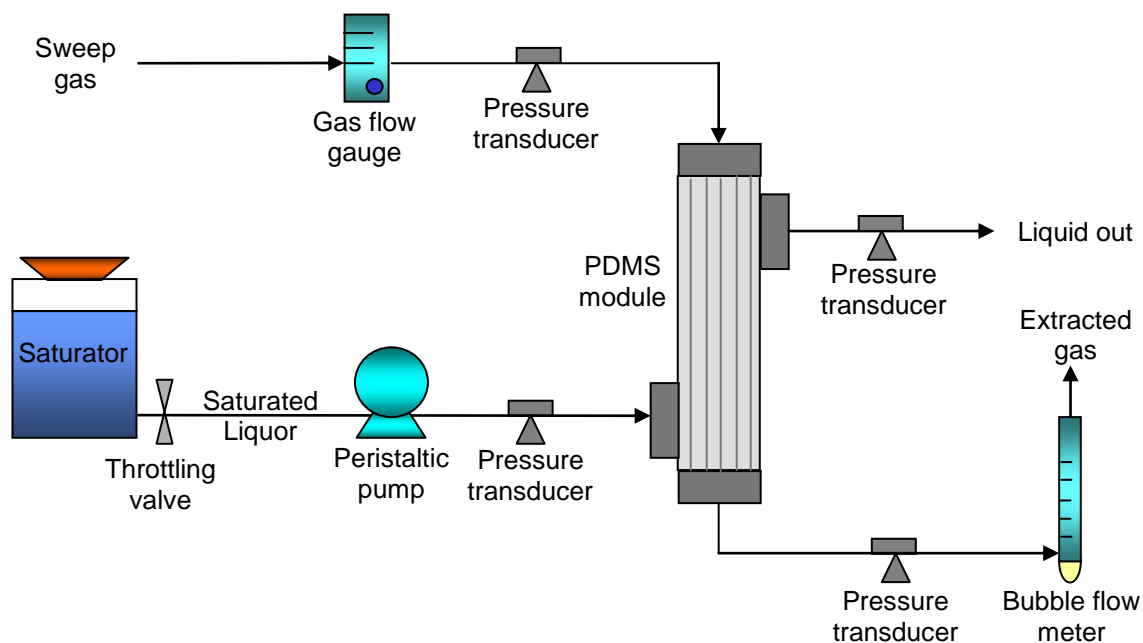 Sweep
gas
Gas flow
gauge
Pressure
transducer
PDMS
module
Liquid out
Pressure
transducer
Extracted
gas
Saturator
Saturated
Liquor
Throttling
valve
Peristaltic
pump
Pressure
transducer
Pressure
transducer
Bubble flow
meter